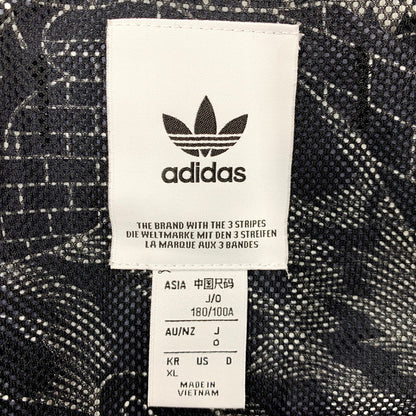 adidas
THE BRAND WITH THE 3 STRIPES
DIE WELTMARKE MIT DEN 3 STREIFEN
LA MARQUE AUX 3 BANDES
ASIA 中国尺码
J/O
180/100A
AU/NZ J
O
KR US D
XL
MADE IN
VIETNAM